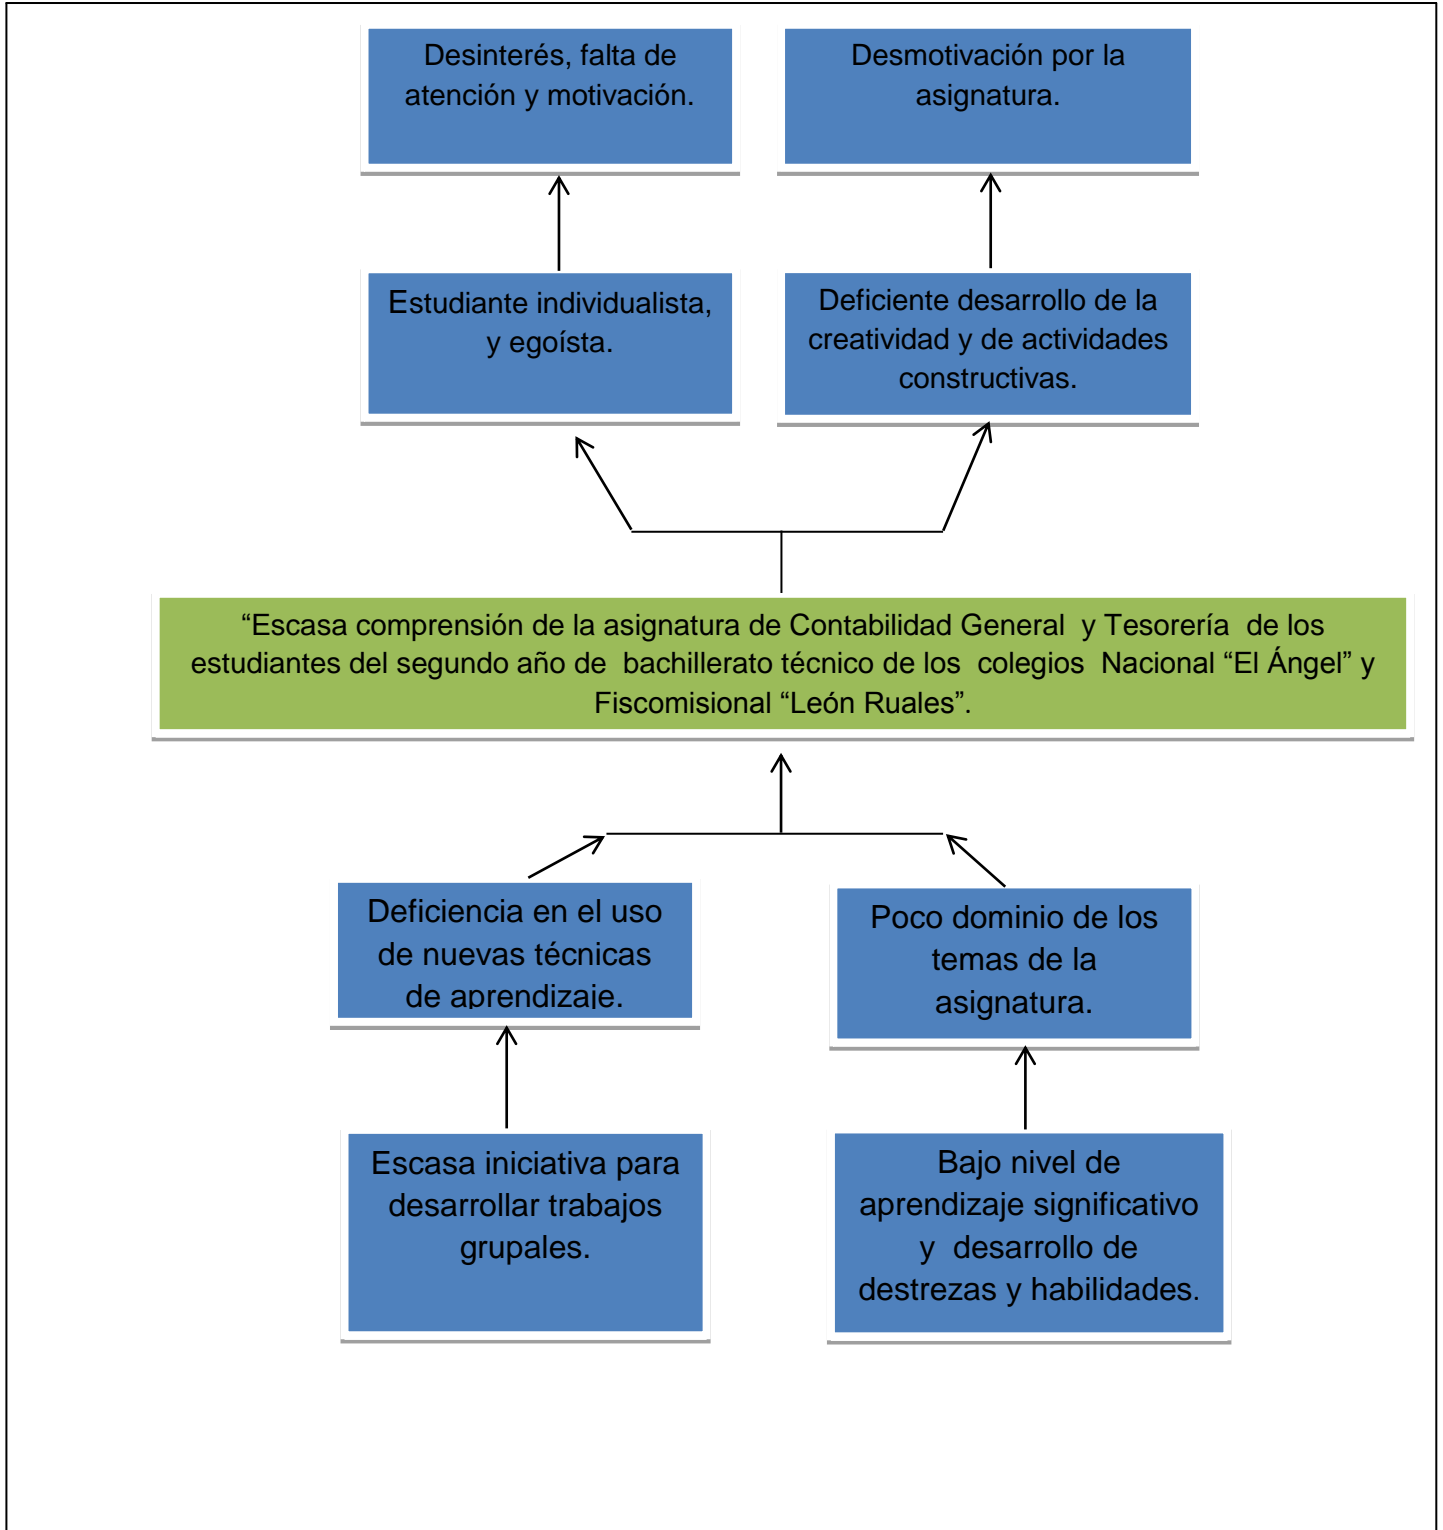 Desinterés, falta de
atención y motivación.
Desmotivación por la
asignatura.
Estudiante individualista,
y egoísta.
Deficiente desarrollo de la
creatividad y de actividades
constructivas.
“Escasa comprensión de la asignatura de Contabilidad General y Tesorería de los
estudiantes del segundo año de bachillerato técnico de los colegios Nacional “El Ángel” y
Fiscomisional “León Ruales”.
Deficiencia en el uso
de nuevas técnicas
de aprendizaje.
Poco dominio de los
temas de la
asignatura.
Escasa iniciativa para
desarrollar trabajos
grupales.
Bajo nivel de
aprendizaje significativo
y desarrollo de
destrezas y habilidades.